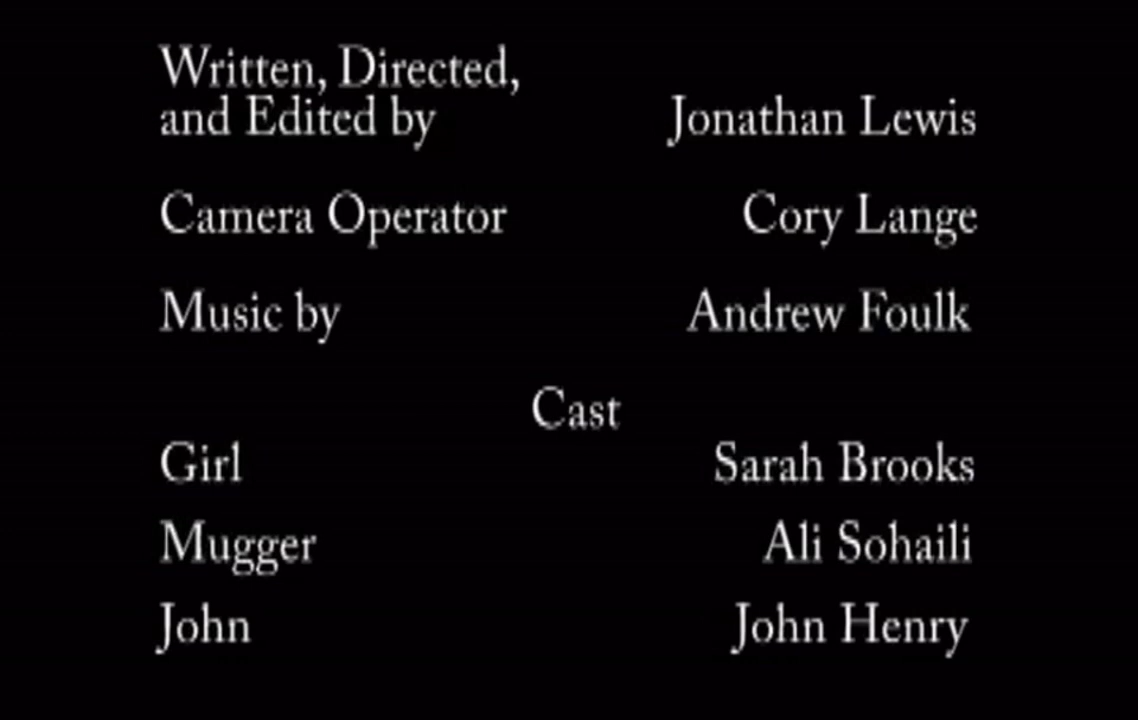 Written, Directed,
and Edited by Jonathan Lewis
Camera Operator Cory Lange
Music by Andrew Foulk
Cast
Girl Sarah Brooks
Mugger Ali Sohaili
John John Henry